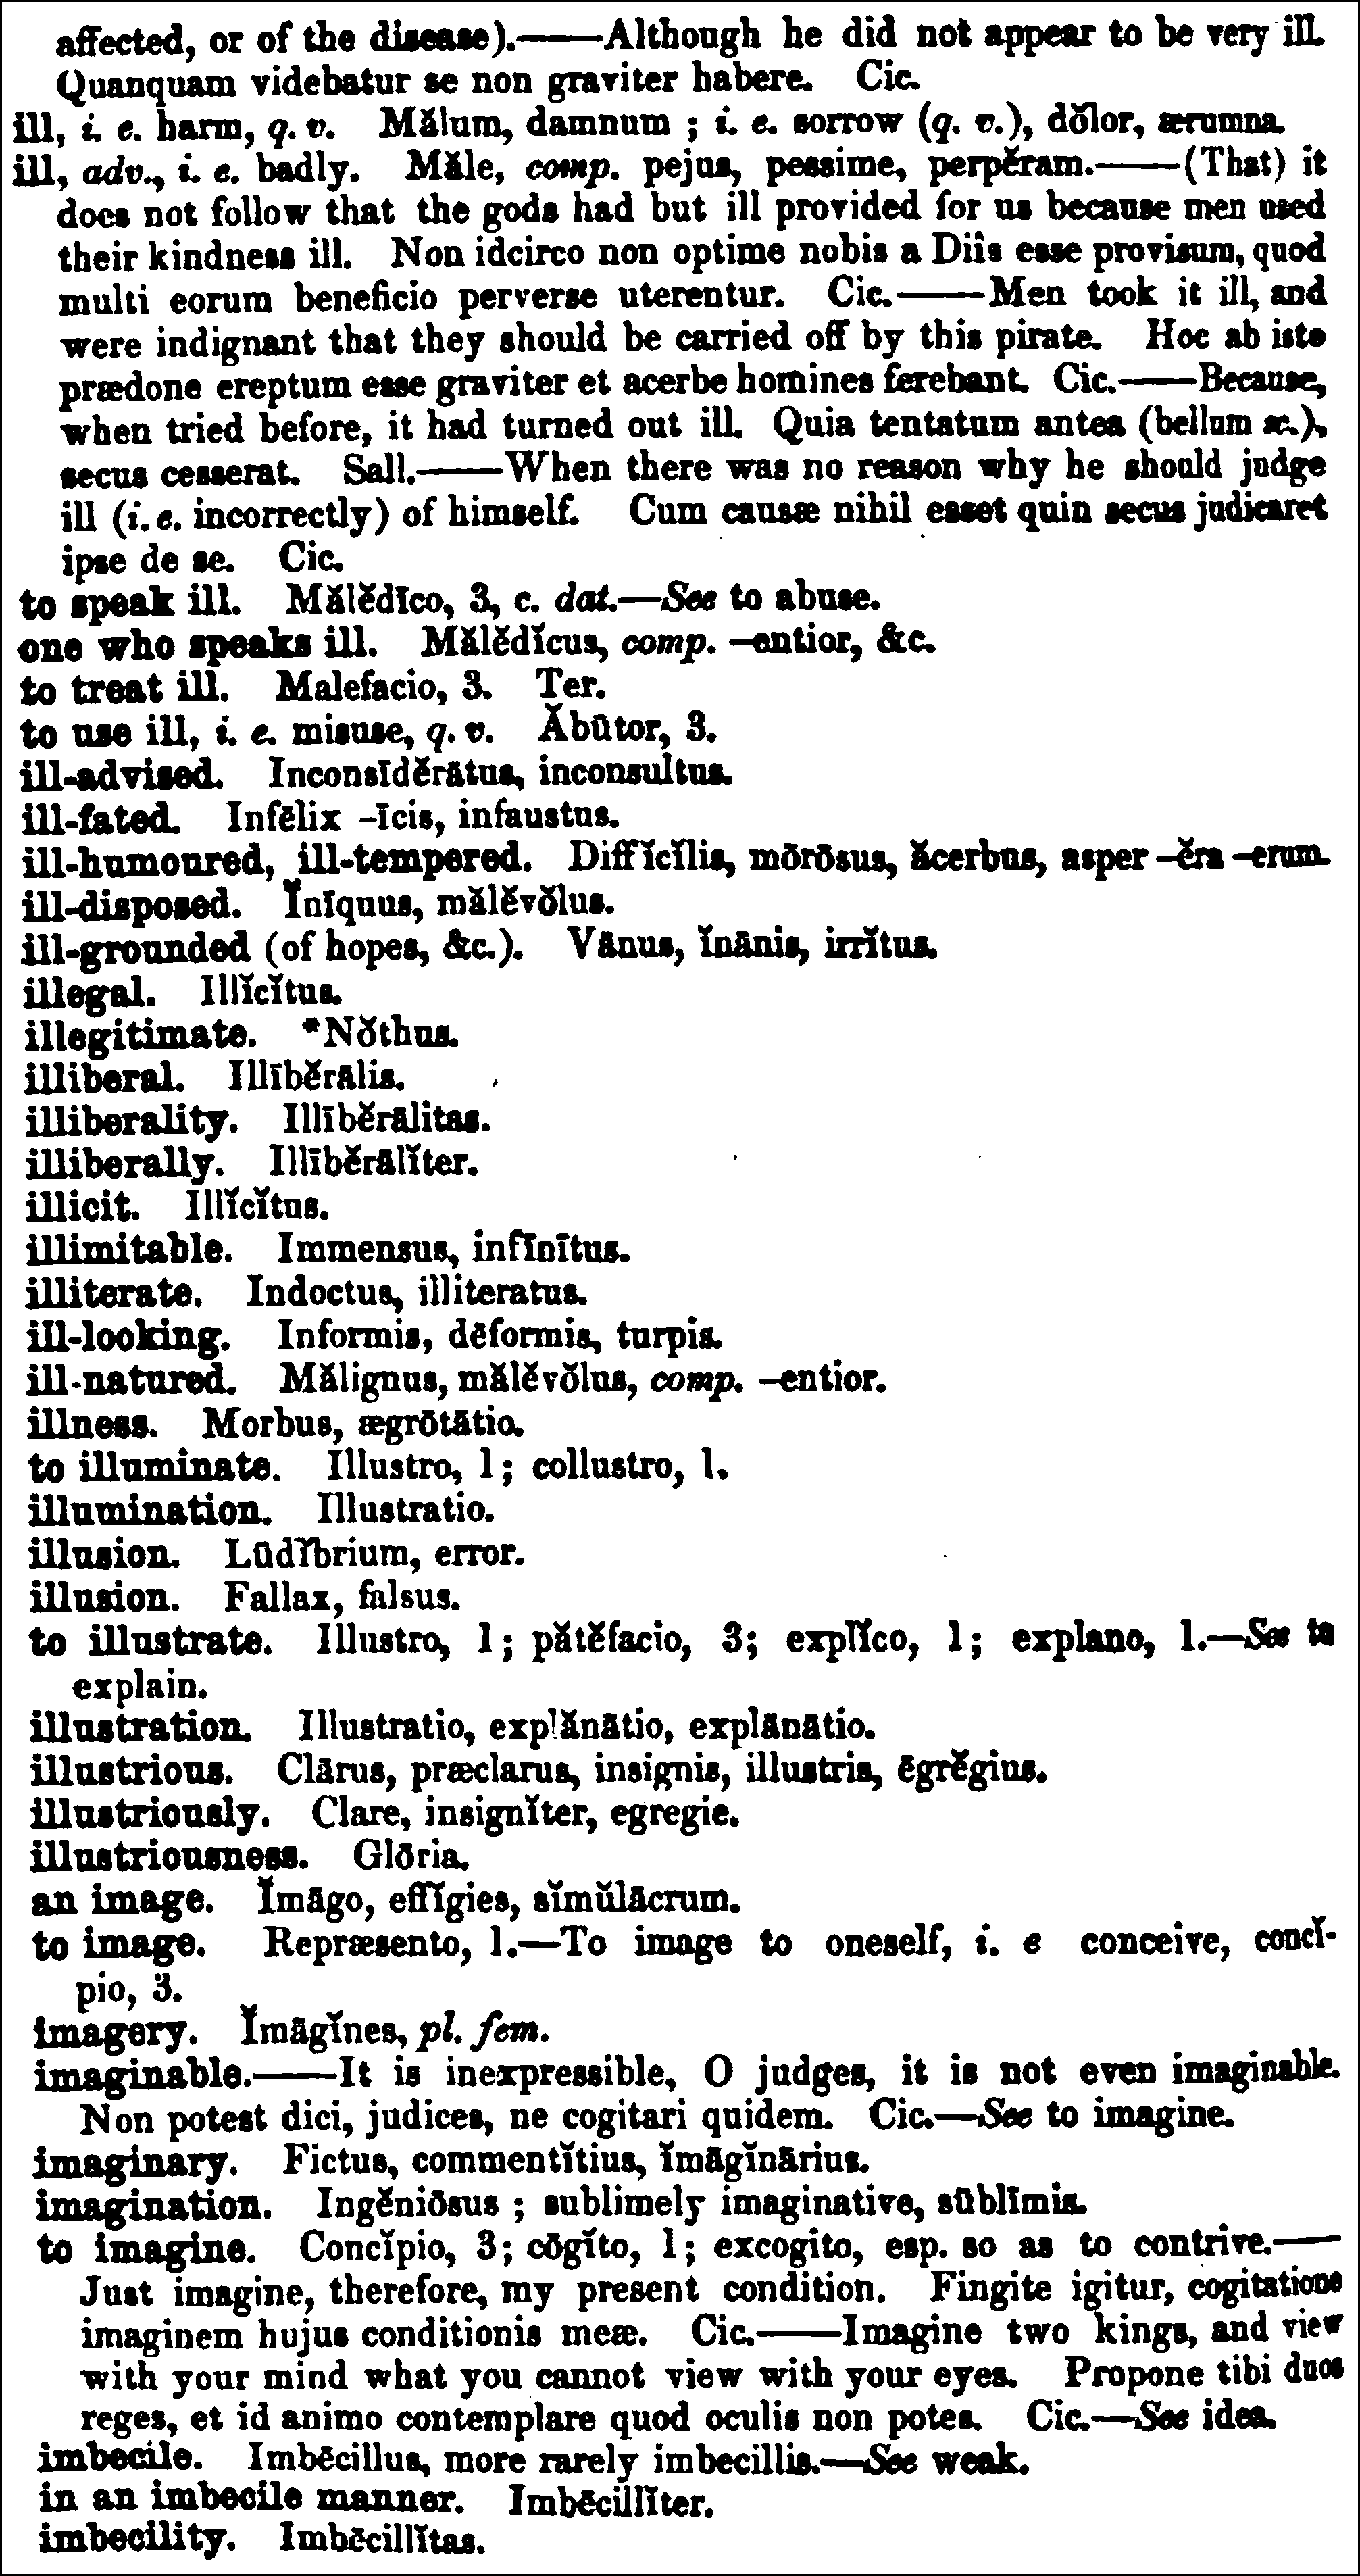 affected, or of the disease).——Although he did not appear to be very ill.
Quanquam videbatur se non graviter habere. Cic.
ill, i. e. harm, q. v. Mălum, damnum ; i. e. sorrow (q. v.), dŏlor, ærumna.
ill, adv., i. e. badly. Măle, comp. pejus, pessime, perpĕram.——(That) it
does not follow that the gods had but ill provided for us because men used
their kindness ill. Non idcirco non optime nobis a Diis esse provisum, quod
multi eorum beneficio perverse uterentur. Cic.——Men took it ill, and
were indignant that they should be carried off by this pirate. Hoc ab isto
prædone ereptum esse graviter et acerbe homines ferebant. Cic.——Because,
when tried before, it had turned out ill. Quia tentatum antea (bellum sc.),
secus cesserat. Sall.——When there was no reason why he should judge
ill (i. e. incorrectly) of himself. Cum causæ nihil esset quin secus judicaret
ipse de se. Cic.
to speak ill. Mălĕdīco, 3, c. dat.—See to abuse.
one who speaks ill. Mălĕdĭcus, comp. -entior, &c.
to treat ill. Malefacio, 3. Ter.
to use ill, i. e. misuse, q. v. Ăbūtor, 3.
ill-advised. Inconsīdĕrātus, inconsultus.
ill-fated. Infēlix -īcis, infaustus.
ill-humoured, ill-tempered. Diffĭcĭlis, mōrōsus, ăcerbus, asper -ĕra -erum.
ill-disposed. Ĭnīquus, mălĕvŏlus.
ill-grounded (of hopes, &c.). Vānus, ĭnānis, irrĭtus.
illegal. Illĭcĭtus.
illegitimate. *Nŏthus.
illiberal. Illībĕrālis.
illiberality. Illībĕrālitas.
illiberally. Illībĕrālĭter.
illicit. Illĭcĭtus.
illimitable. Immensus, infīnītus.
illiterate. Indoctus, illiteratus.
ill-looking. Informis, dēformis, turpis.
ill-natured. Mălignus, mălĕvŏlus, comp. -entior.
illness. Morbus, ægrōtātio.
to illuminate. Illustro, 1 ; collustro, 1.
illumination. Illustratio.
illusion. Lūdĭbrium, error.
illusion. Fallax, falsus.
to illustrate. Illustro, 1 ; pătĕfacio, 3 ; explĭco, 1 ; explano, 1.—See to
explain.
illustration. Illustratio, explănātio, explānātio.
illustrious. Clārus, præclarus, insignis, illustris, ēgrĕgius.
illustriously. Clare, insignĭter, egregie.
illustriousness. Glōria.
an image. Ĭmāgo, effĭgies, sĭmŭlācrum.
to image. Repræsento, 1.—To image to oneself, i. e conceive, concĭ-
pio, 3.
imagery. Ĭmāgĭnes, pl. fem.
imaginable.——It is inexpressible, O judges, it is not even imaginable.
Non potest dici, judices, ne cogitari quidem. Cic.—See to imagine.
imaginary. Fictus, commentĭtius, ĭmāgĭnārius.
imagination. Ingĕniōsus ; sublimely imaginative, sūblīmis.
to imagine. Concĭpio, 3 ; cōgĭto, 1 ; excogito, esp. so as to contrive.——
Just imagine, therefore, my present condition. Fingite igitur, cogitatione
imaginem hujus conditionis meæ. Cic.——Imagine two kings, and view
with your mind what you cannot view with your eyes. Propone tibi duos
reges, et id animo contemplare quod oculis non potes. Cic.—See idea.
imbecile. Imbēcillus, more rarely imbecillis.—See weak.
in an imbecile manner. Imbēcillĭter.
imbecility. Imbēcillĭtas.